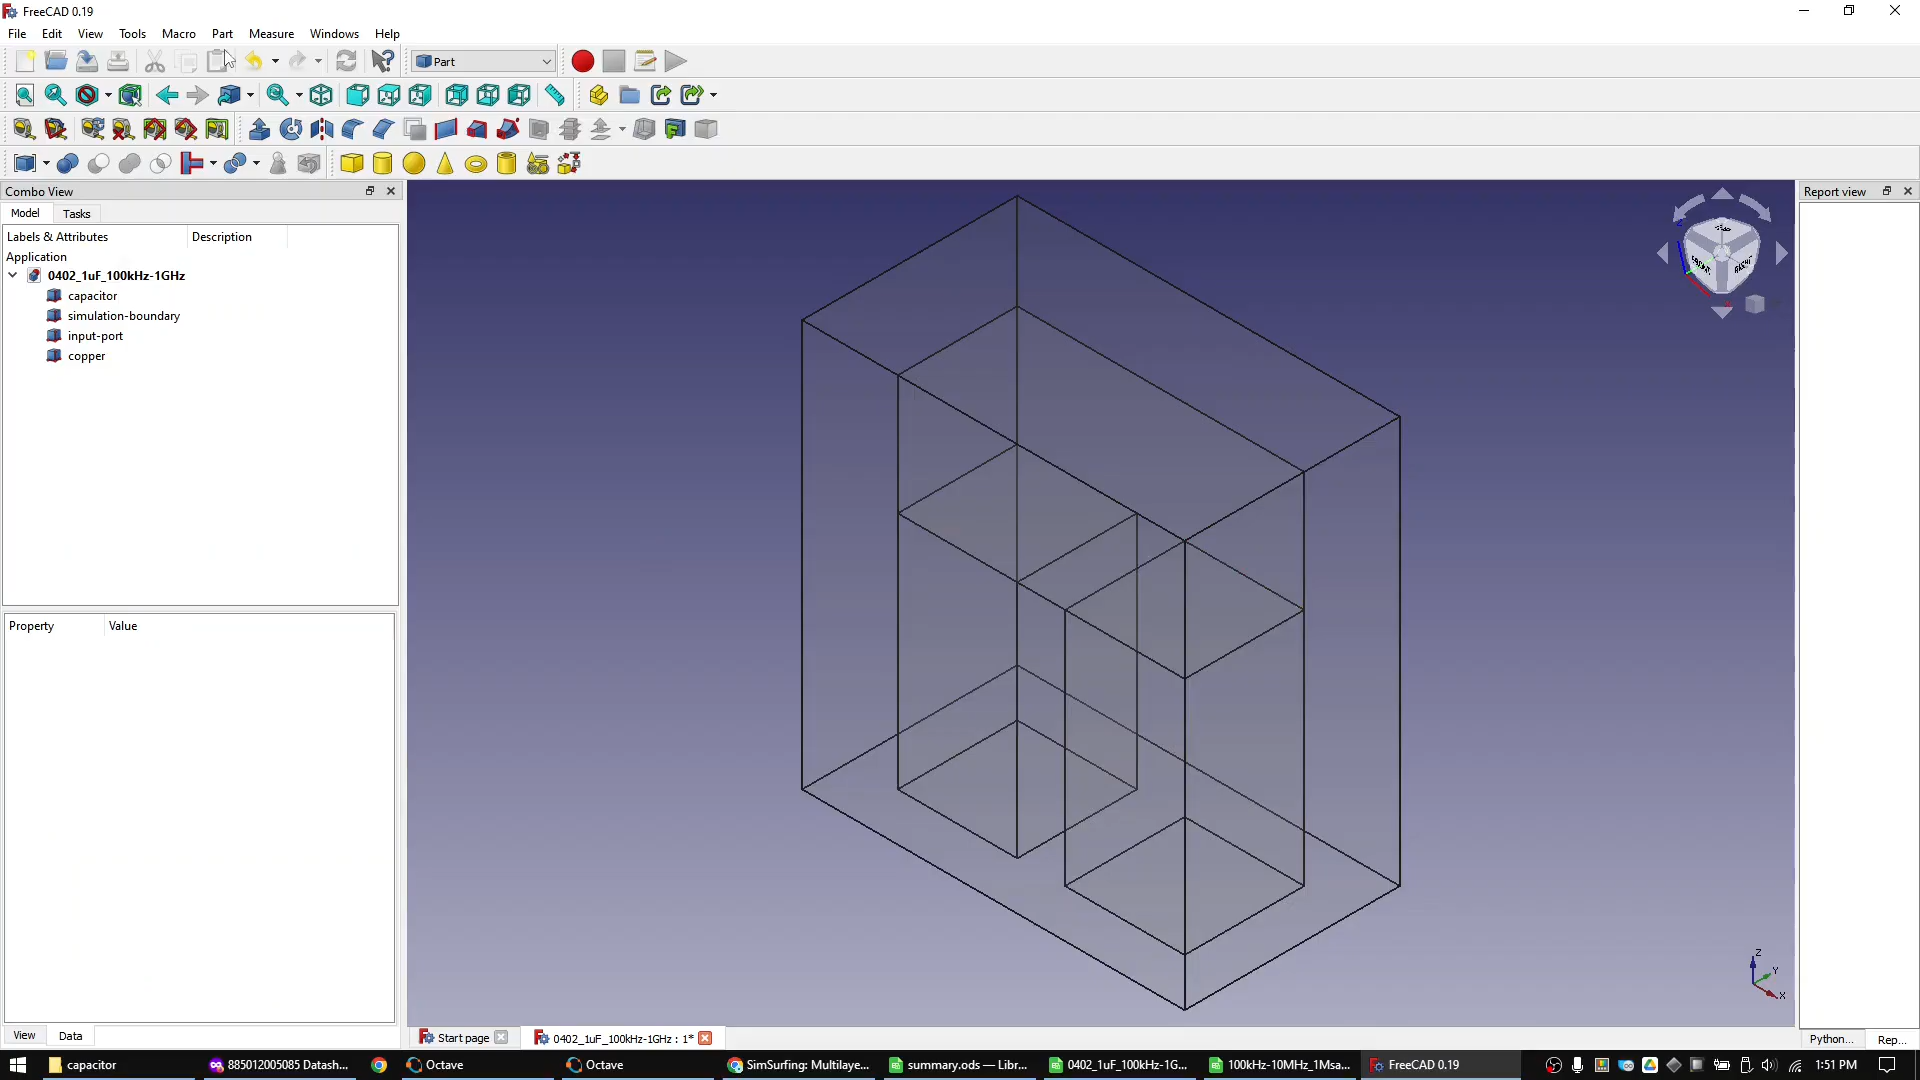 FreeCAD 0.19
File Edit View Tools Macro Part Measure Windows Help
Part
Combo View
Report view
Model Tasks
Labels & Attributes Description
Application
0402_1uF_100kHz-1GHz
capacitor
simulation-boundary
input-port
copper
Property Value
Z
Y
X
View Data
Start page
0402_1uF_100kHz-1GHz : 1*
Python...
Rep...
capacitor
885012005085 Datash...
Octave
Octave
SimSurfing: Multilaye...
summary.ods — Libr...
0402_1uF_100kHz-1G...
100kHz-10MHz_1Msa...
FreeCAD 0.19
1:51 PM